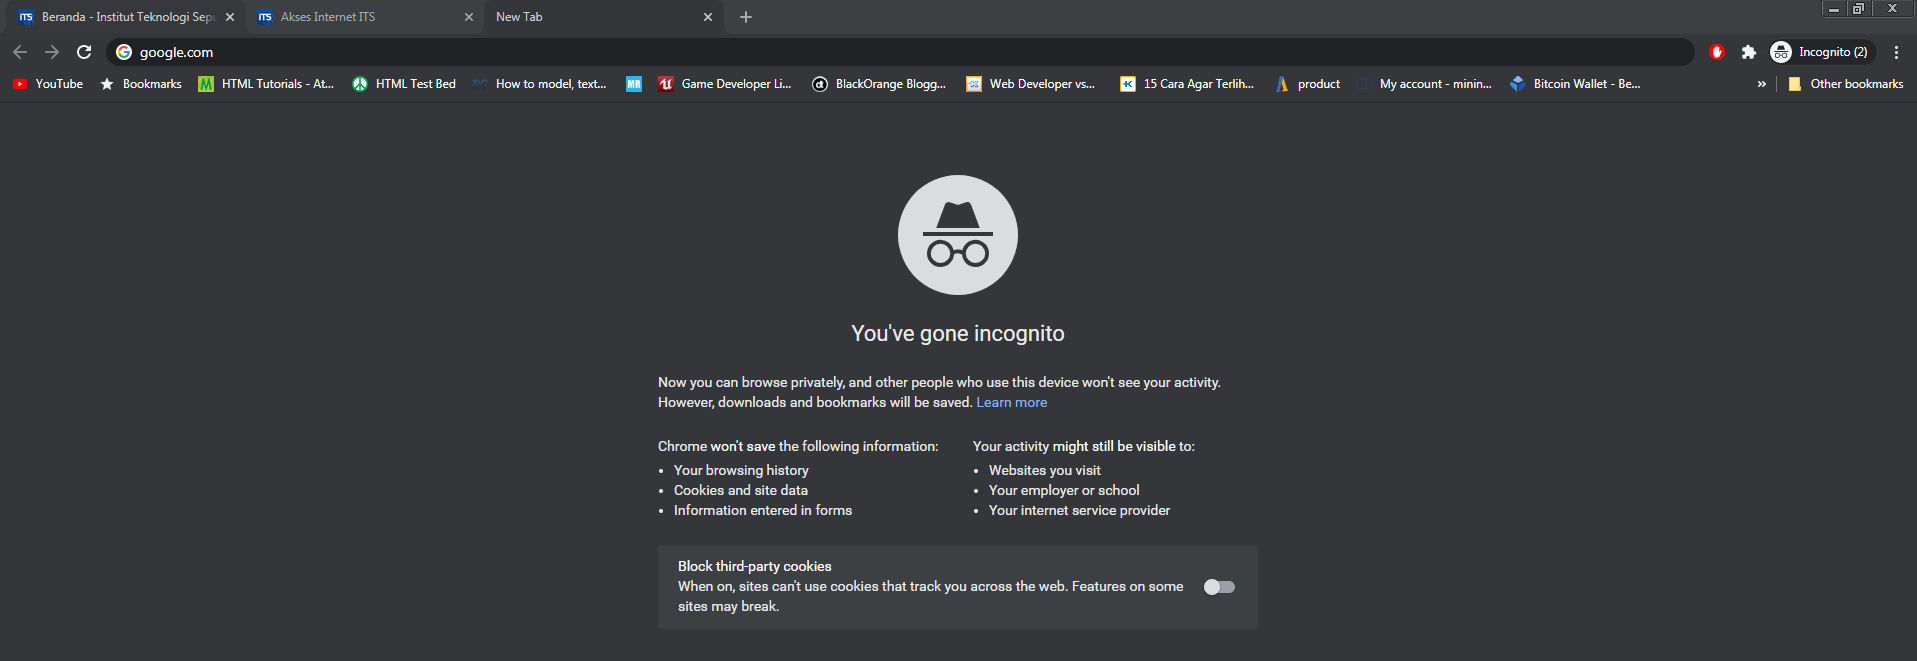 iTS Beranda - Institut Teknologi Sepu
iTS Akses Internet ITS
New Tab
google.com
Incognito (2)
YouTube
Bookmarks
M HTML Tutorials - At...
HTML Test Bed
How to model, text...
MR
Game Developer Li...
BlackOrange Blogg...
Web Developer vs...
15 Cara Agar Terlih...
product
My account - minin...
Bitcoin Wallet - Be...
»
Other bookmarks
You've gone incognito
Now you can browse privately, and other people who use this device won't see your activity.
However, downloads and bookmarks will be saved. Learn more
Chrome won't save the following information:
• Your browsing history
• Cookies and site data
• Information entered in forms
Your activity might still be visible to:
• Websites you visit
• Your employer or school
• Your internet service provider
Block third-party cookies
When on, sites can't use cookies that track you across the web. Features on some
sites may break.